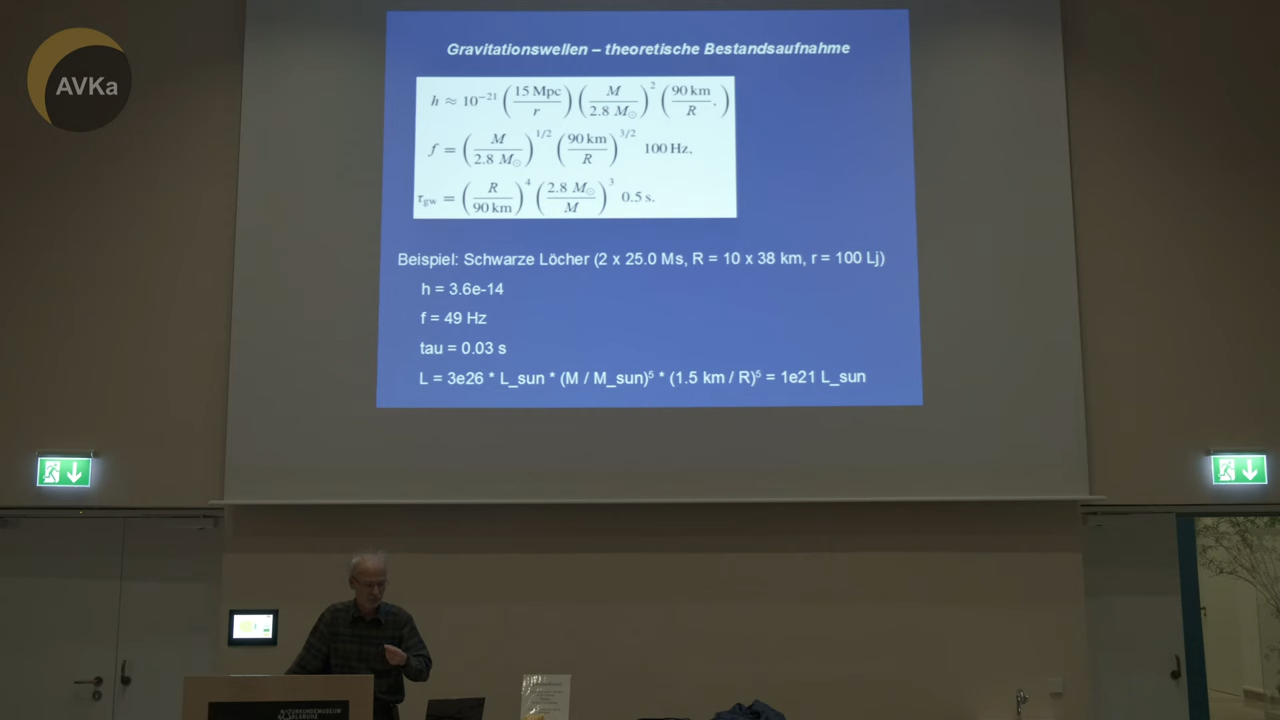 AVKa
Gravitationswellen – theoretische Bestandsaufnahme
h ≈ 10⁻²¹ (15 Mpc / r) (M / 2.8 M☉)² (90 km / R, )
f = (M / 2.8 M☉)^1/2 (90 km / R)^3/2 100 Hz,
τgw = (R / 90 km)⁴ (2.8 M☉ / M)³ 0.5 s.
Beispiel: Schwarze Löcher (2 x 25.0 Ms, R = 10 x 38 km, r = 100 Lj)
h = 3.6e-14
f = 49 Hz
tau = 0.03 s
L = 3e26 * L_sun * (M / M_sun)⁵ * (1.5 km / R)⁵ = 1e21 L_sun
NATURKUNDEMUSEUM
KARLSRUHE